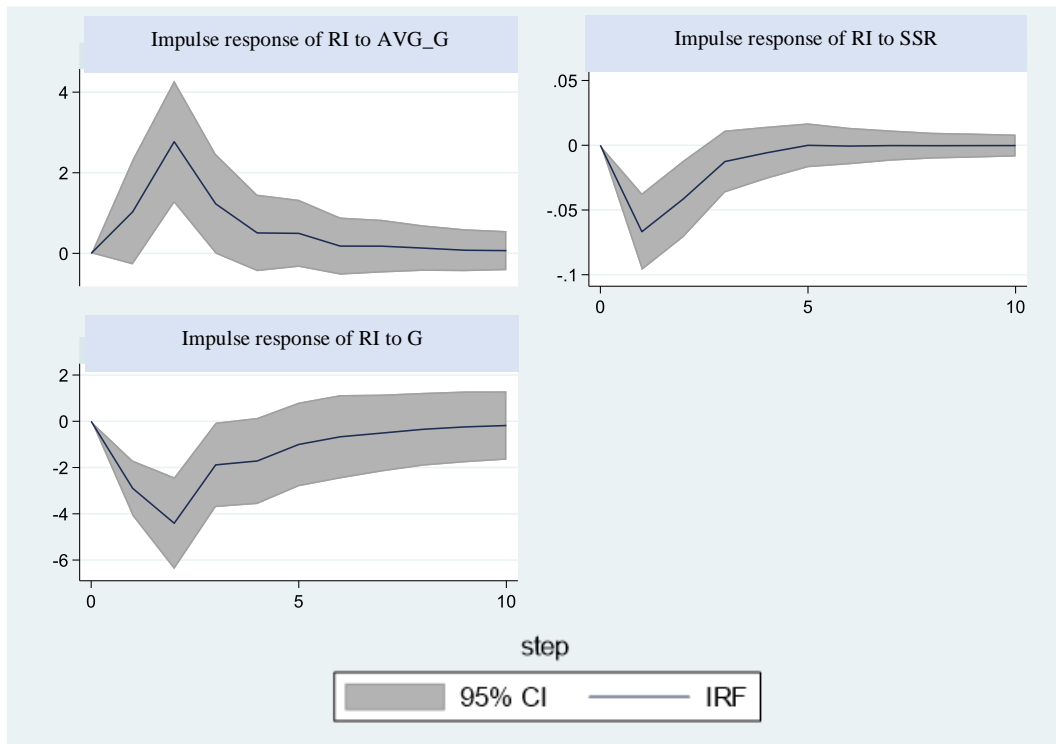 Impulse response of RI to AVG_G
4
2
0
Impulse response of RI to SSR
.05
0
-.05
-.1
0 5 10
Impulse response of RI to G
2
0
-2
-4
-6
0 5 10
step
95% CI IRF